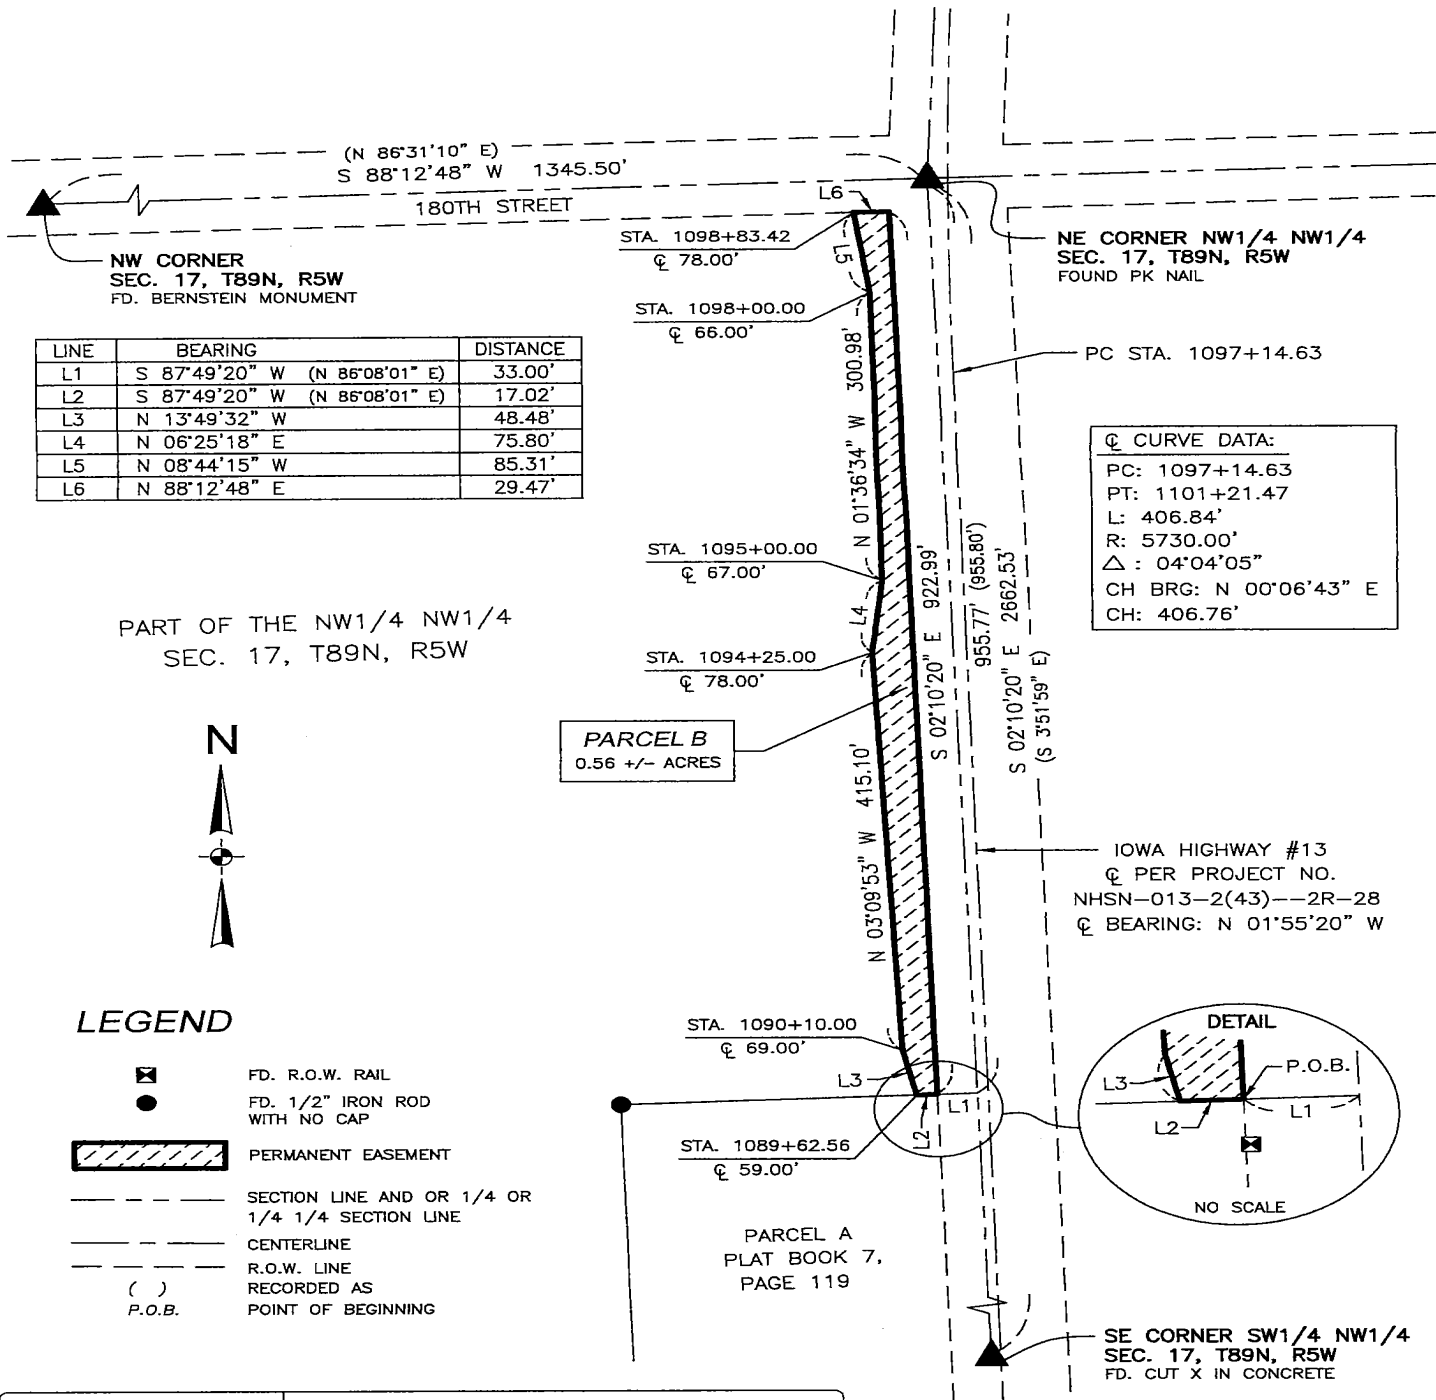 (N 86°31'10" E)
S 88°12'48" W 1345.50'
180TH STREET
NW CORNER
SEC. 17, T89N, R5W
FD. BERNSTEIN MONUMENT
L6
NE CORNER NW1/4 NW1/4
SEC. 17, T89N, R5W
FOUND PK NAIL
STA. 1098+83.42
℄ 78.00'
L5
STA. 1098+00.00
℄ 66.00'
LINE BEARING DISTANCE
L1 S 87°49'20" W (N 86°08'01" E) 33.00'
L2 S 87°49'20" W (N 86°08'01" E) 17.02'
L3 N 13°49'32" W 48.48'
L4 N 06°25'18" E 75.80'
L5 N 08°44'15" W 85.31'
L6 N 88°12'48" E 29.47'
PC STA. 1097+14.63
℄ CURVE DATA:
PC: 1097+14.63
PT: 1101+21.47
L: 406.84'
R: 5730.00'
△ : 04°04'05"
CH BRG: N 00°06'43" E
CH: 406.76'
N 01°36'34" W 300.98'
STA. 1095+00.00
℄ 67.00'
L4
STA. 1094+25.00
℄ 78.00'
S 02°10'20" E 922.99'
955.77' (955.80')
S 02°10'20" E 2662.53'
(S 3°51'59" E)
PART OF THE NW1/4 NW1/4
SEC. 17, T89N, R5W
N
PARCEL B
0.56 +/- ACRES
N 03°09'53" W 415.10'
IOWA HIGHWAY #13
℄ PER PROJECT NO.
NHSN-013-2(43)--2R-28
℄ BEARING: N 01°55'20" W
STA. 1090+10.00
℄ 69.00'
L3
L1
L2
STA. 1089+62.56
℄ 59.00'
DETAIL
P.O.B.
L3
L1
L2
NO SCALE
LEGEND
FD. R.O.W. RAIL
FD. 1/2" IRON ROD
WITH NO CAP
PERMANENT EASEMENT
SECTION LINE AND OR 1/4 OR
1/4 1/4 SECTION LINE
CENTERLINE
R.O.W. LINE
( ) RECORDED AS
P.O.B. POINT OF BEGINNING
PARCEL A
PLAT BOOK 7,
PAGE 119
SE CORNER SW1/4 NW1/4
SEC. 17, T89N, R5W
FD. CUT X IN CONCRETE